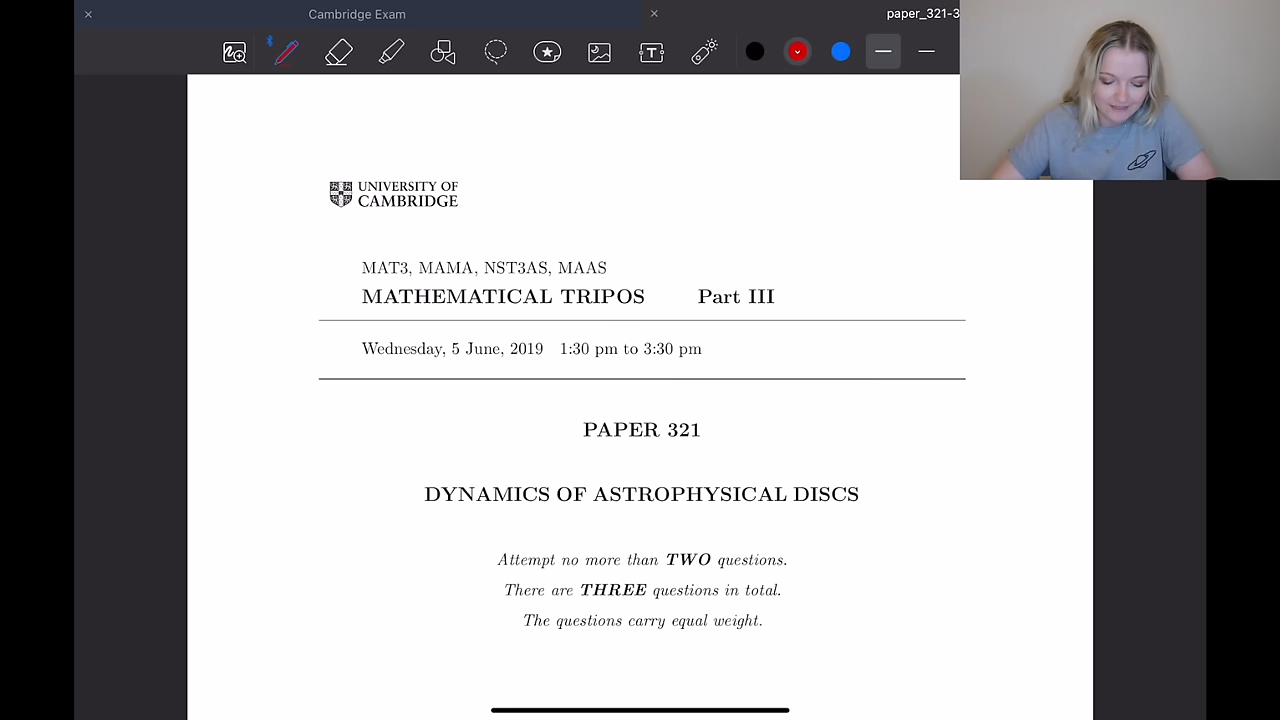 Cambridge Exam
paper_321-3
UNIVERSITY OF
CAMBRIDGE
MAT3, MAMA, NST3AS, MAAS
MATHEMATICAL TRIPOS Part III
Wednesday, 5 June, 2019 1:30 pm to 3:30 pm
PAPER 321
DYNAMICS OF ASTROPHYSICAL DISCS
Attempt no more than TWO questions.
There are THREE questions in total.
The questions carry equal weight.